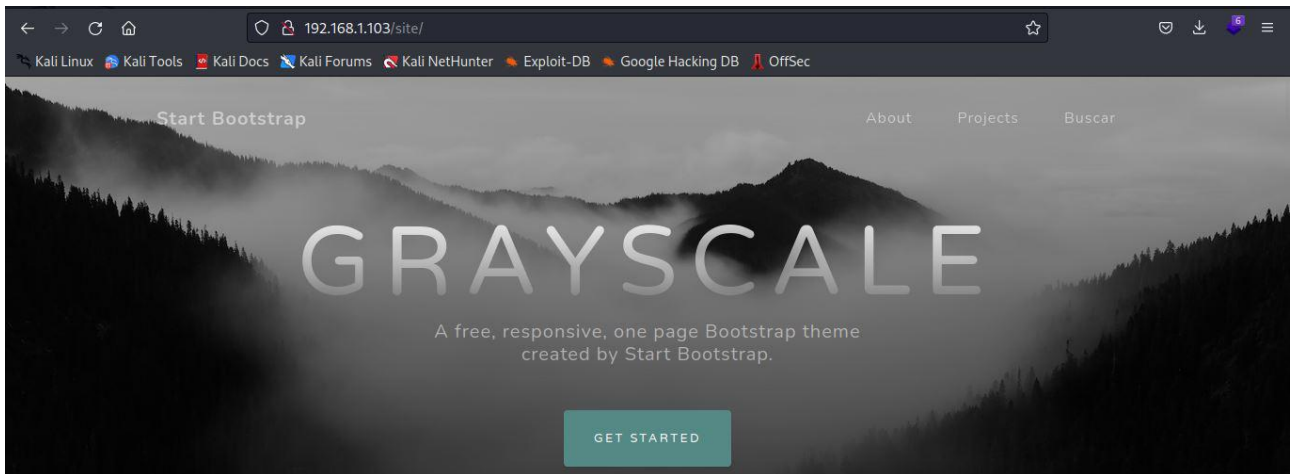 192.168.1.103/site/
6
Kali Linux Kali Tools Kali Docs Kali Forums Kali NetHunter Exploit-DB Google Hacking DB OffSec
Start Bootstrap About Projects Buscar
GRAYSCALE
A free, responsive, one page Bootstrap theme
created by Start Bootstrap.
GET STARTED